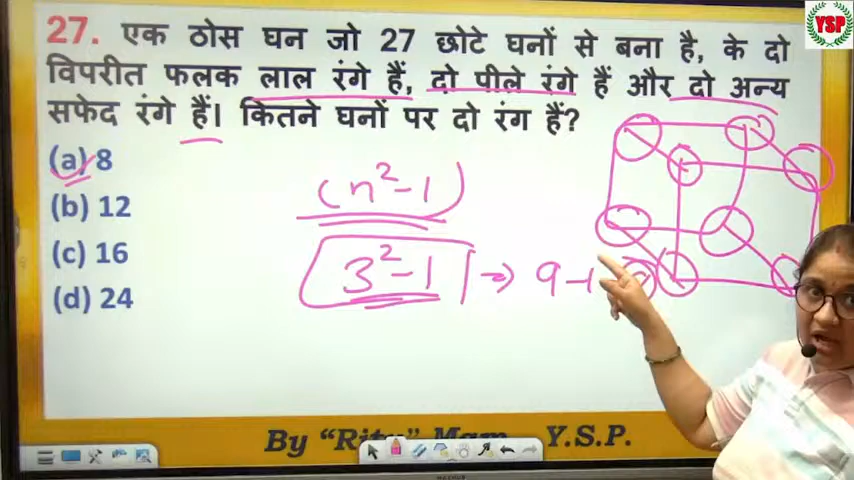 YSP
27. एक ठोस घन जो 27 छोटे घनों से बना है, के दो
विपरीत फलक लाल रंगे हैं, दो पीले रंगे हैं और दो अन्य
सफेद रंगे हैं। कितने घनों पर दो रंग हैं?
(a) 8
(b) 12
(c) 16
(d) 24
(n²-1)
3²-1 → 9-1
By “Ritu” Mam Y.S.P.